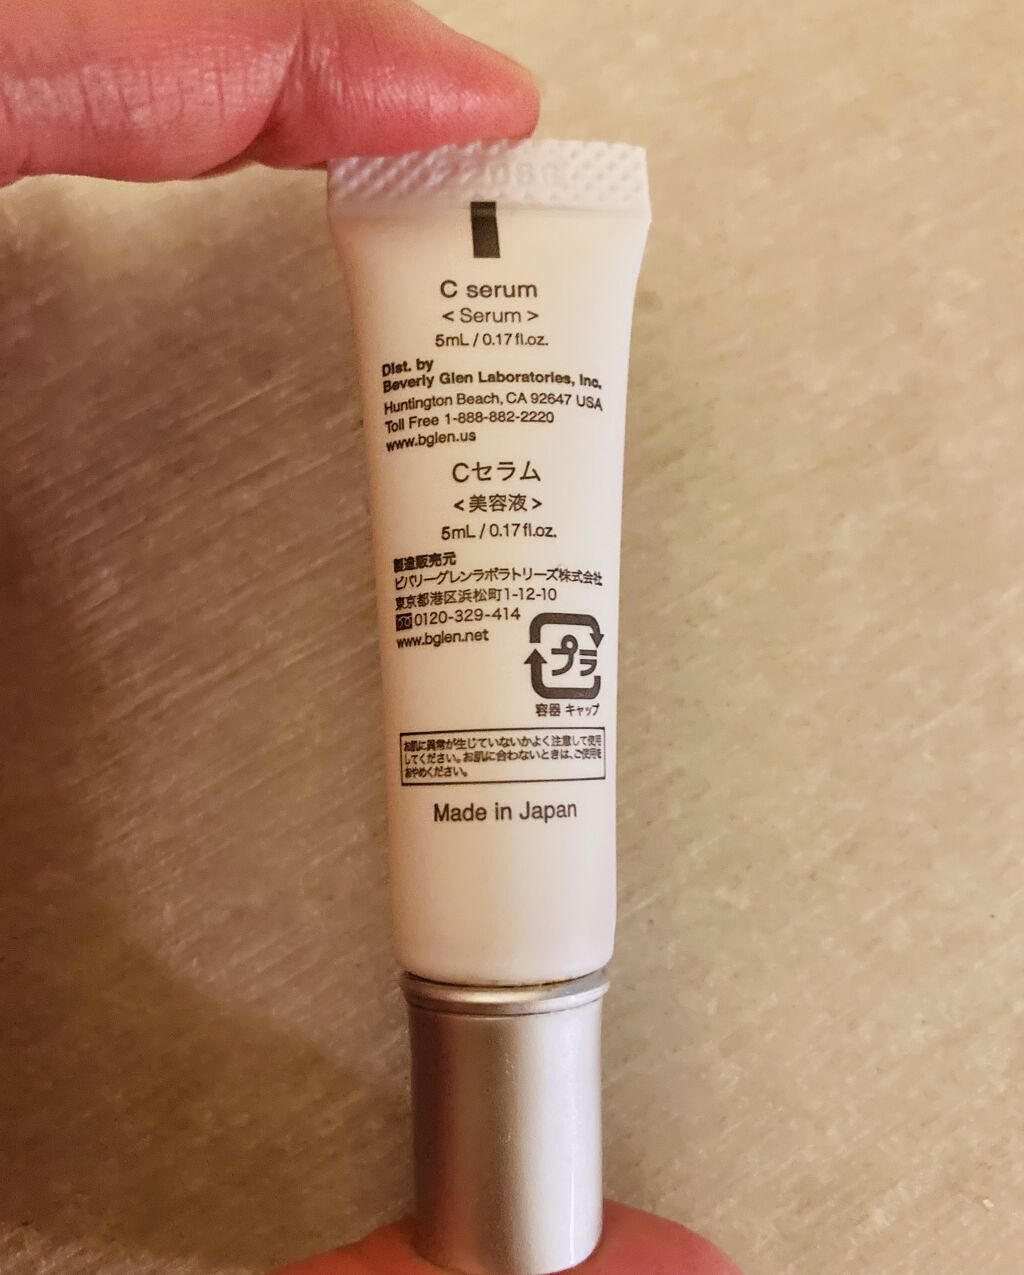 C serum
<Serum>
5mL / 0.17fl.oz.
Dist. by
Beverly Glen Laboratories, Inc.
Huntington Beach, CA 92647 USA
Toll Free 1-888-882-2220
www.bglen.us
Cセラム
<美容液>
5mL / 0.17fl.oz.
製造販売元
ビバリーグレンラボラトリーズ株式会社
東京都港区浜松町1-12-10
0120-329-414
www.bglen.net
プラ
容器 キャップ
お肌に異常が生じていないかよく注意して使用
してください。お肌に合わないときは、ご使用を
おやめください。
Made in Japan